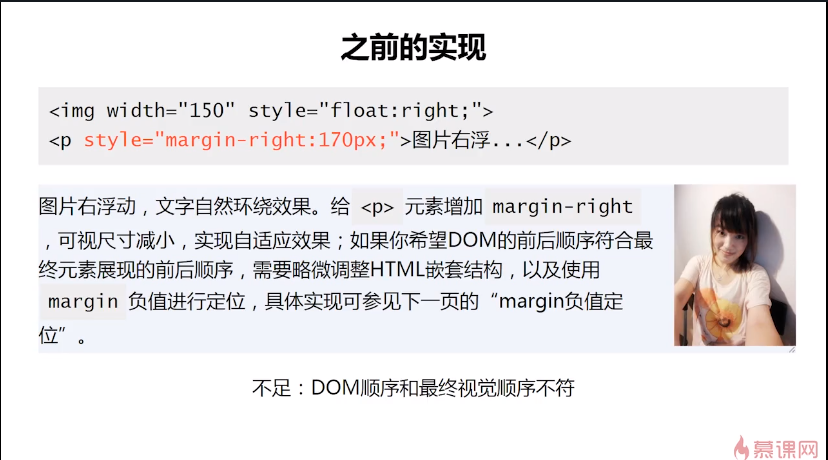 之前的实现
<img width="150" style="float:right;">
<p style="margin-right:170px;">图片右浮...</p>
图片右浮动，文字自然环绕效果。给 <p> 元素增加 margin-right
，可视尺寸减小，实现自适应效果；如果你希望DOM的前后顺序符合最
终元素展现的前后顺序，需要略微调整HTML嵌套结构，以及使用
margin 负值进行定位，具体实现可参见下一页的“margin负值定
位”。
不足：DOM顺序和最终视觉顺序不符
慕课网